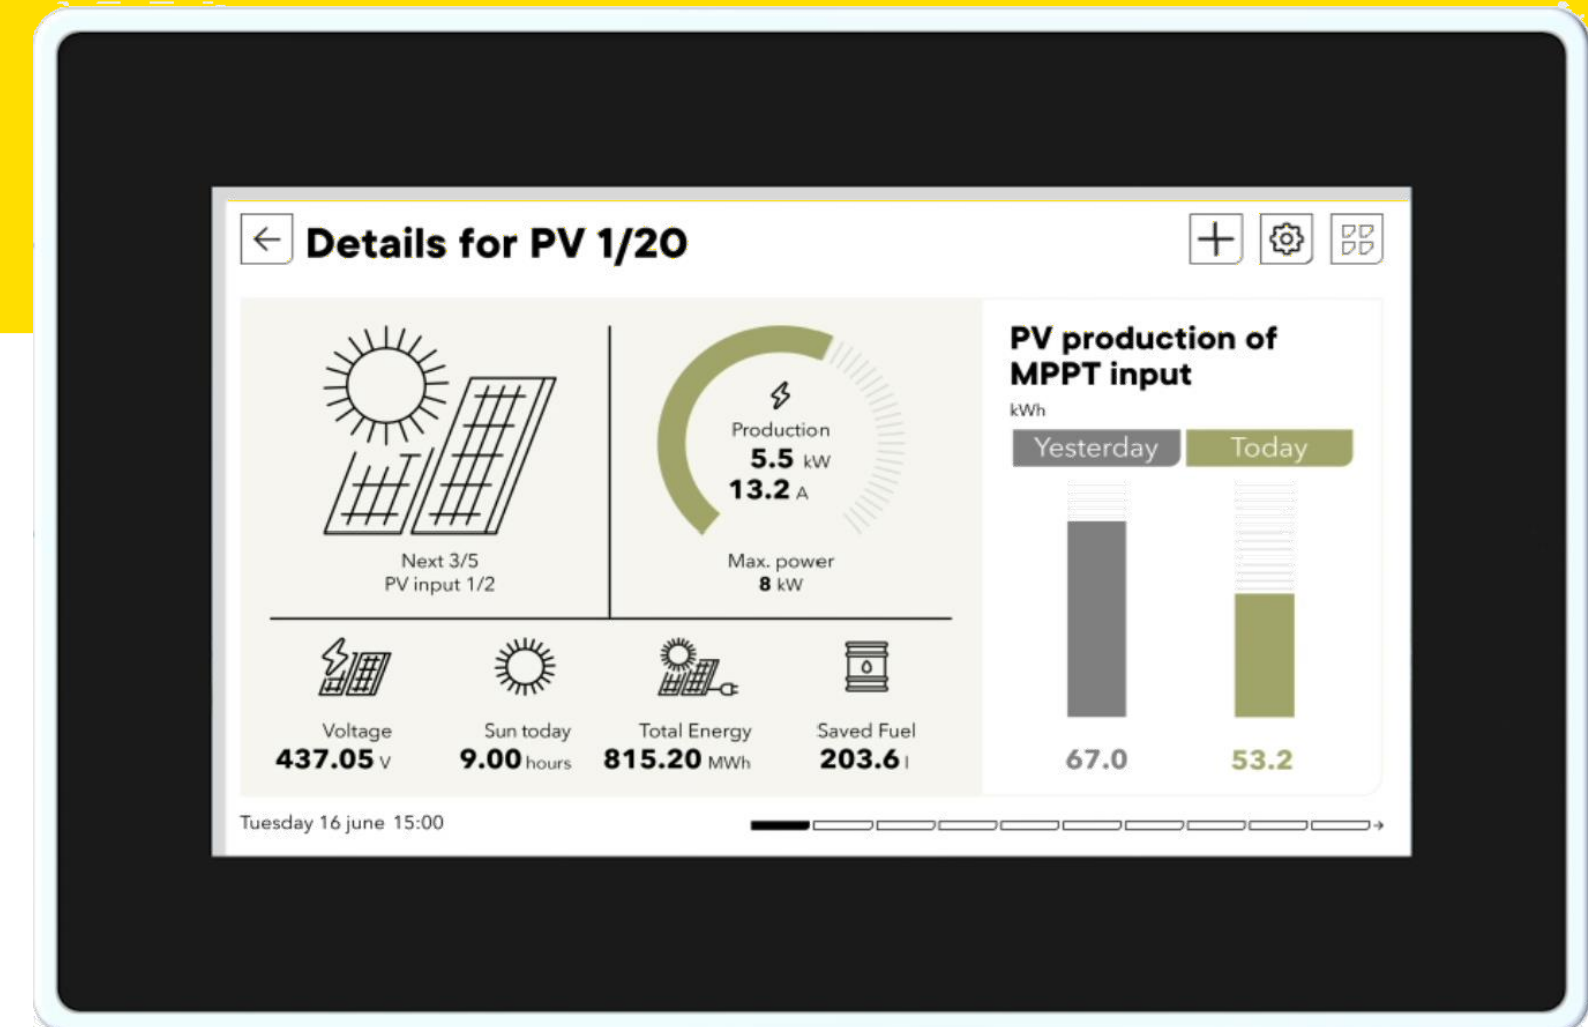 Details for PV 1/20
Next 3/5
PV input 1/2
Production
5.5 kW
13.2 A
Max. power
8 kW
Voltage
437.05 V
Sun today
9.00 hours
Total Energy
815.20 MWh
Saved Fuel
203.6 l
PV production of
MPPT input
kWh
Yesterday Today
67.0 53.2
Tuesday 16 june 15:00